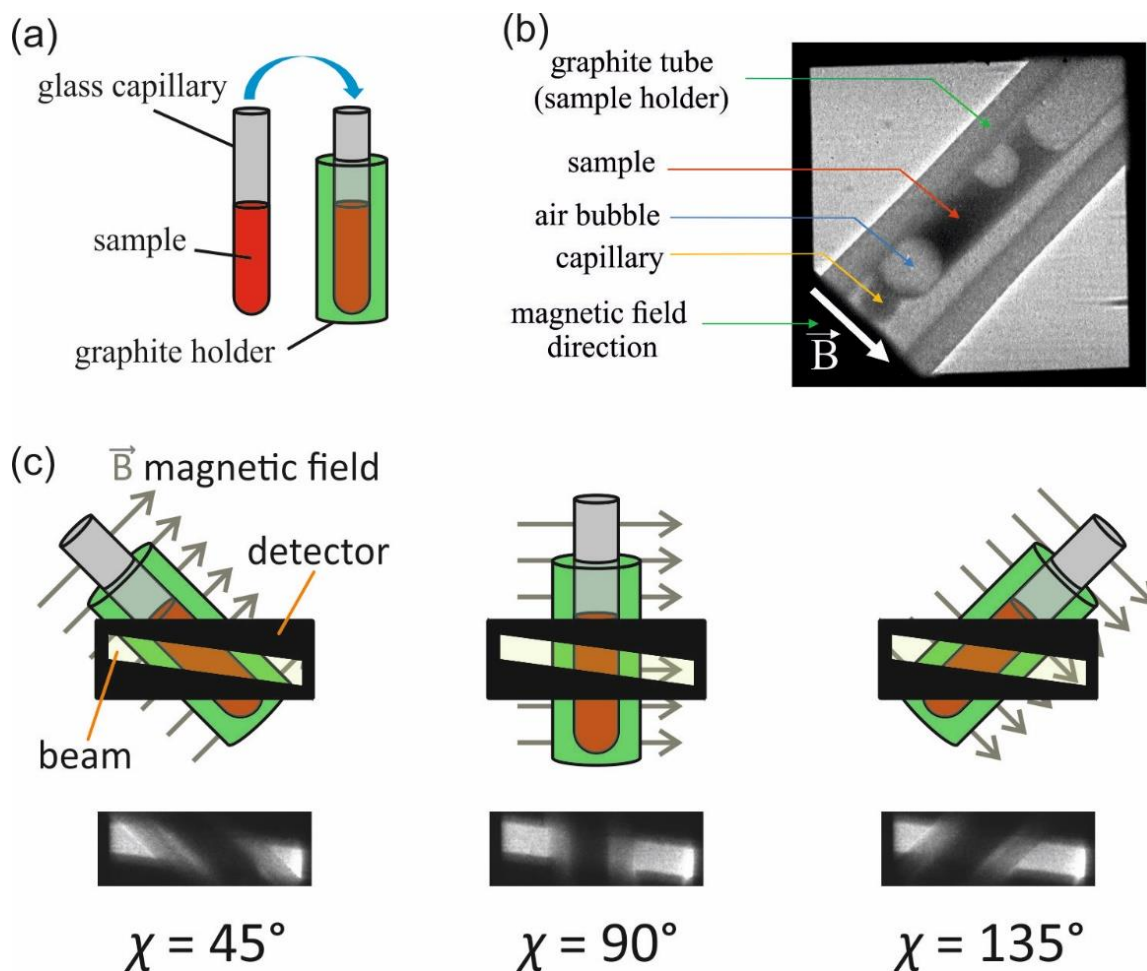 (a)
glass capillary
sample
graphite holder
(b)
graphite tube
(sample holder)
sample
air bubble
capillary
magnetic field
direction
B
(c)
B magnetic field
detector
beam
χ = 45°
χ = 90°
χ = 135°